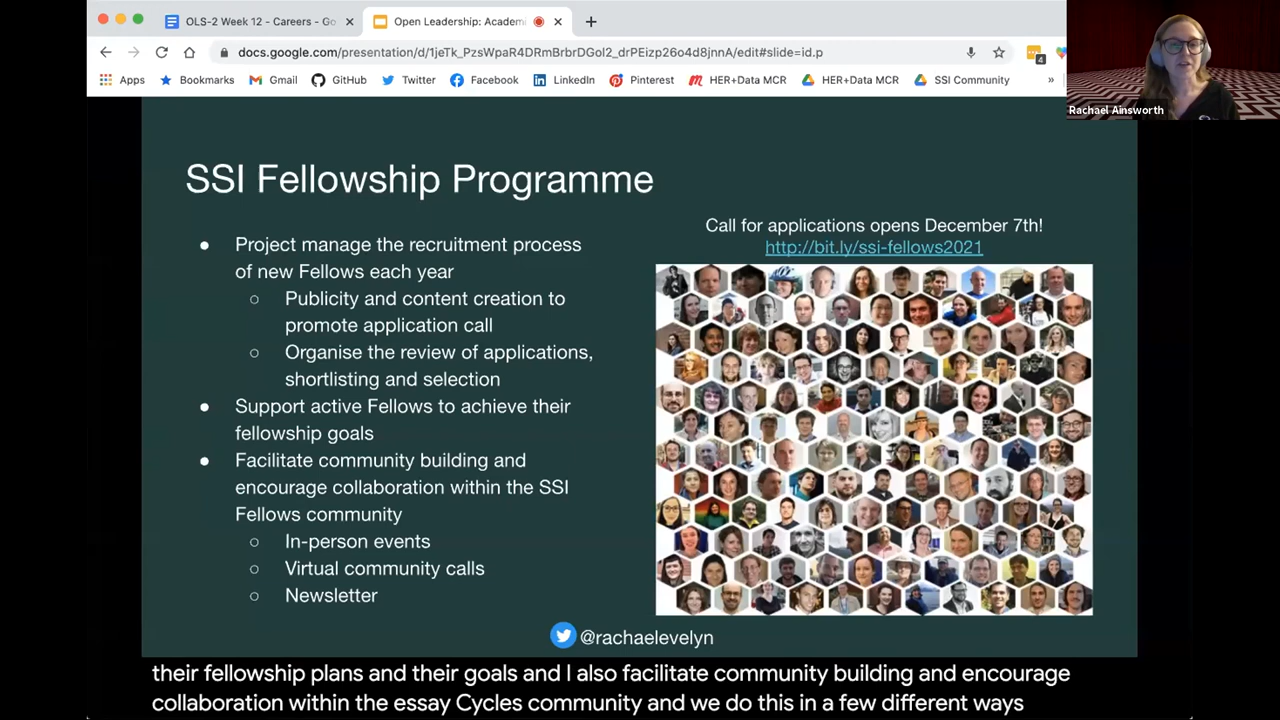 OLS-2 Week 12 - Careers - Go
Open Leadership: Academ
docs.google.com/presentation/d/1jeTk_PzsWpaR4DRmBrbrDGoI2_drPEizp26o4d8jnnA/edit#slide=id.p
4
Apps
Bookmarks
Gmail
GitHub
Twitter
Facebook
LinkedIn
Pinterest
HER+Data MCR
HER+Data MCR
SSI Community
»
Rachael Ainsworth
SSI Fellowship Programme
Call for applications opens December 7th!
http://bit.ly/ssi-fellows2021
● Project manage the recruitment process
of new Fellows each year
○ Publicity and content creation to
promote application call
○ Organise the review of applications,
shortlisting and selection
● Support active Fellows to achieve their
fellowship goals
● Facilitate community building and
encourage collaboration within the SSI
Fellows community
○ In-person events
○ Virtual community calls
○ Newsletter
@rachaelevelyn
their fellowship plans and their goals and I also facilitate community building and encourage
collaboration within the essay Cycles community and we do this in a few different ways